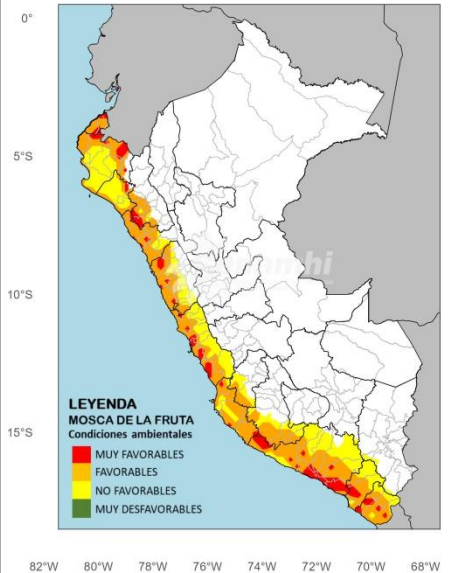 0°
5°S
10°S
15°S
LEYENDA
MOSCA DE LA FRUTA
Condiciones ambientales
MUY FAVORABLES
FAVORABLES
NO FAVORABLES
MUY DESFAVORABLES
82°W 80°W 78°W 76°W 74°W 72°W 70°W 68°W